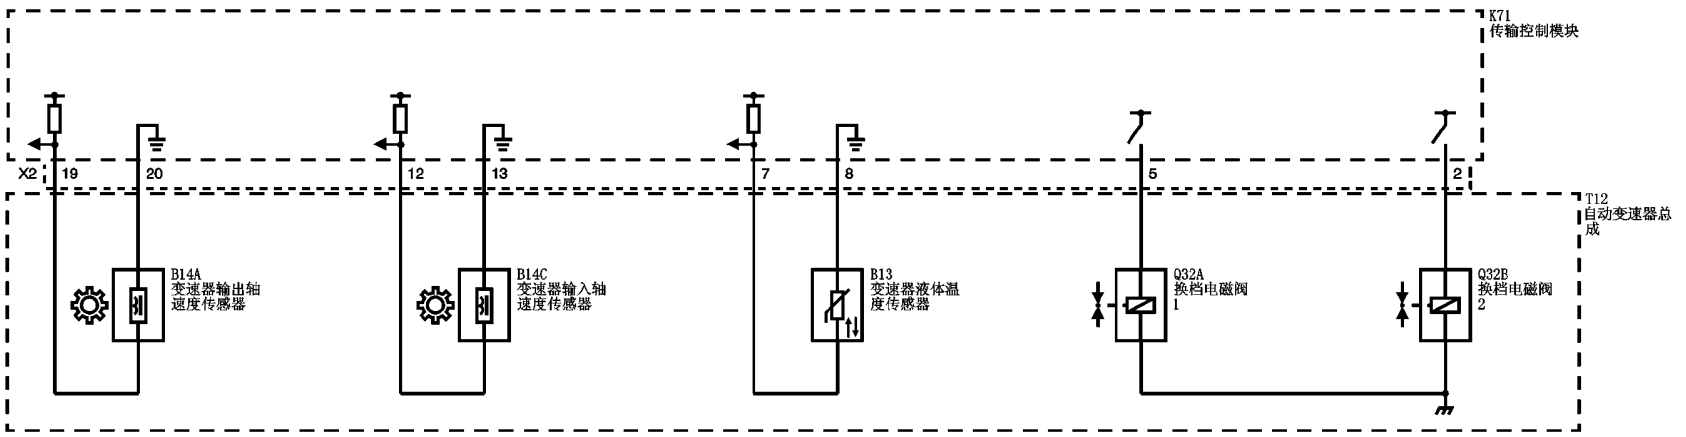 K71
传输控制模块
X2 19 20 12 13 7 8 5 2
T12
自动变速器总
成
B14A
变速器输出轴
速度传感器
B14C
变速器输入轴
速度传感器
B13
变速器液体温
度传感器
Q32A
换档电磁阀
1
Q32B
换档电磁阀
2